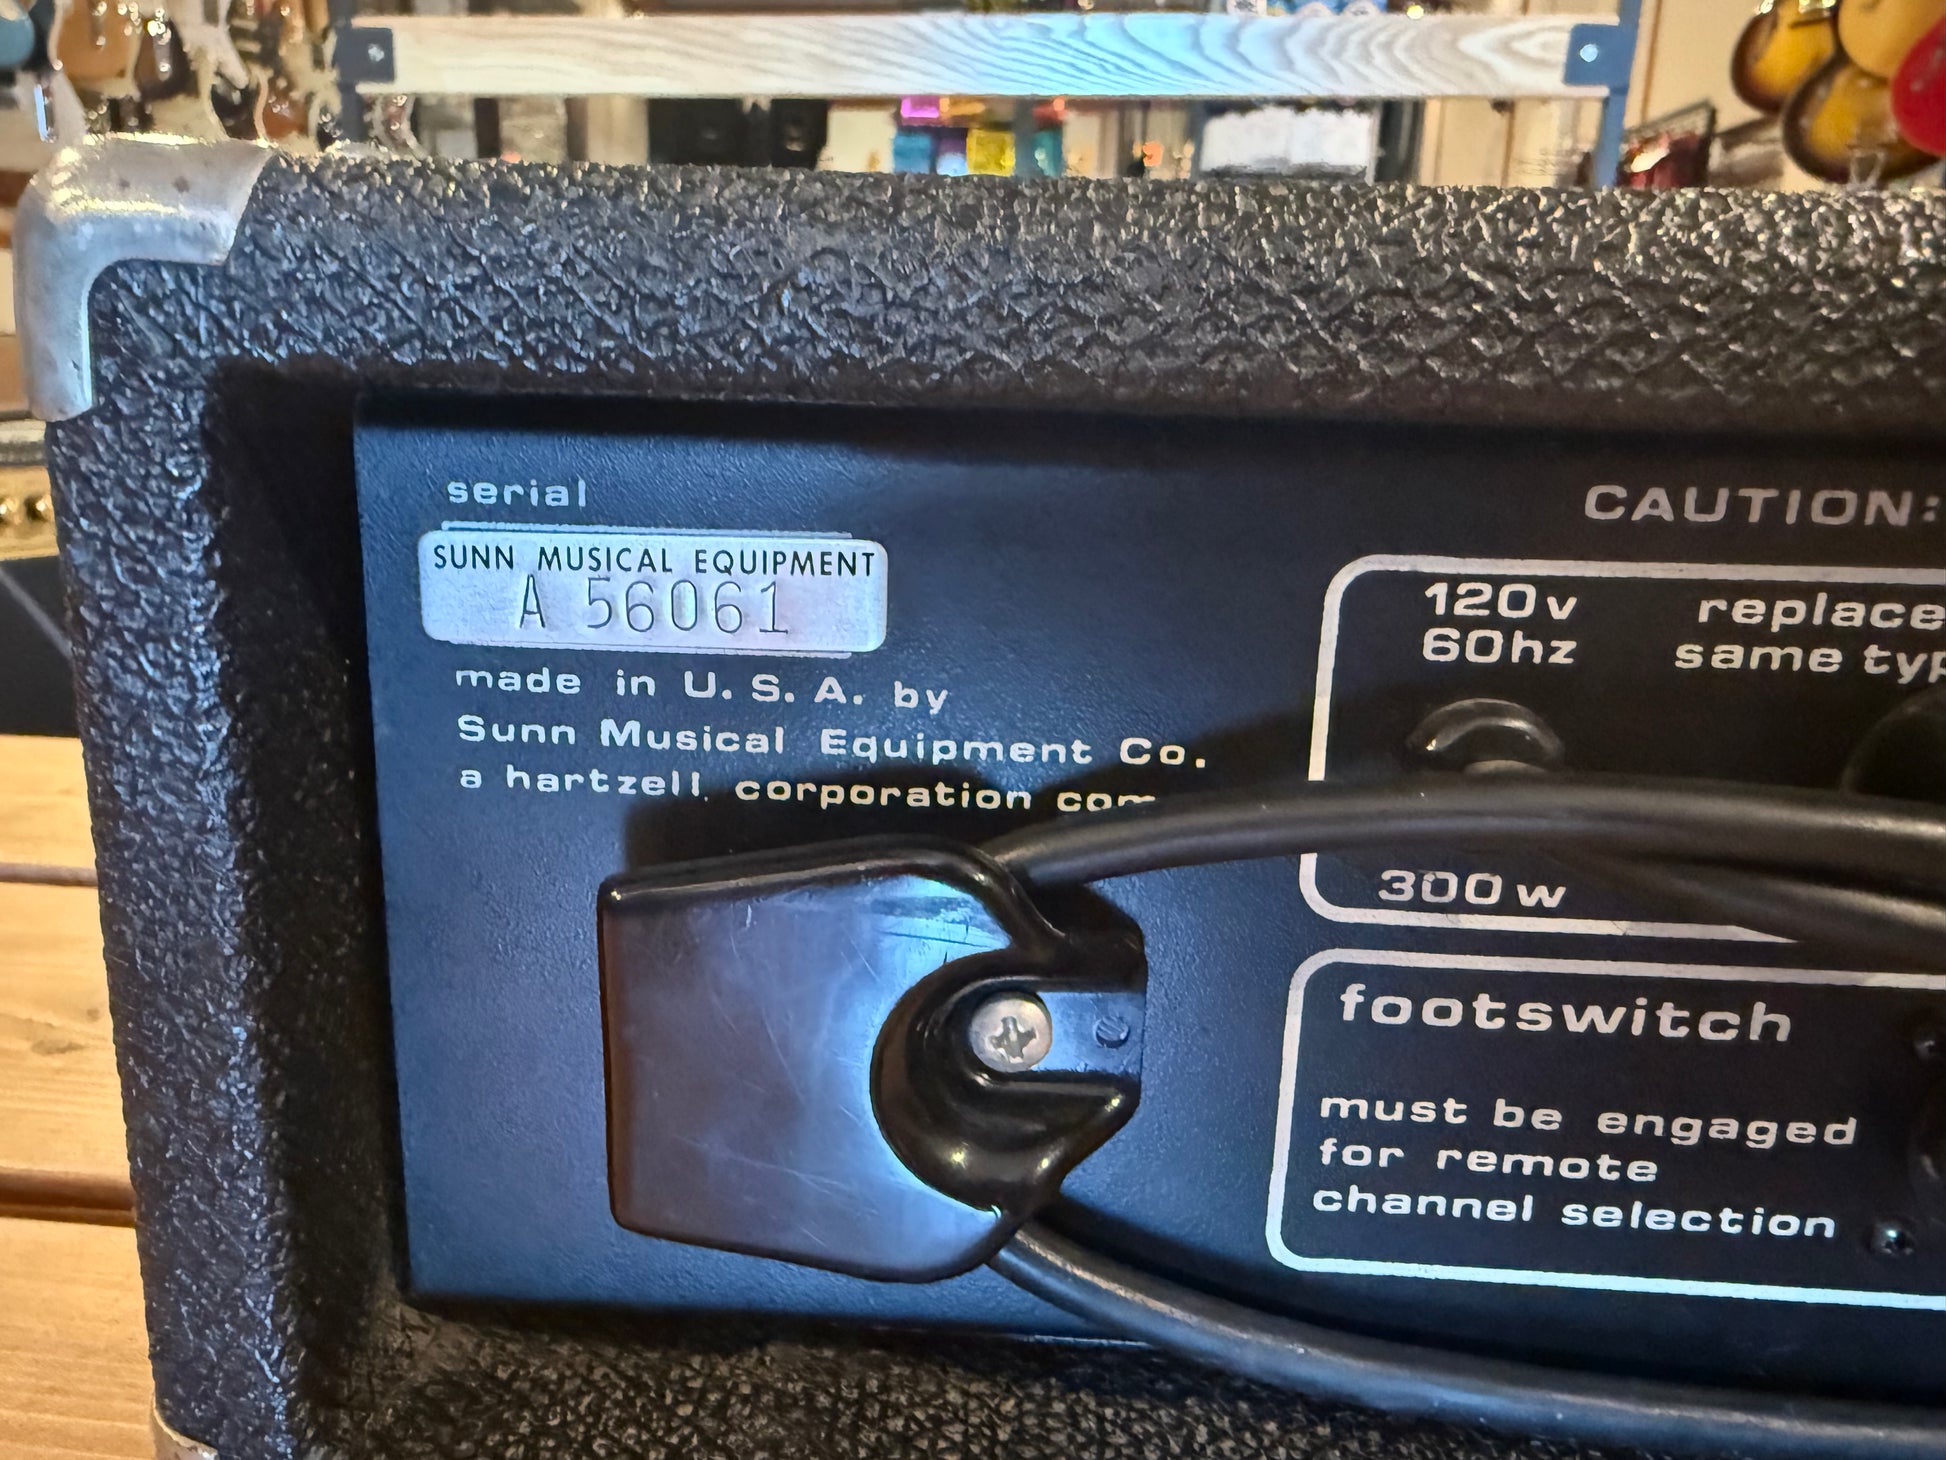 serial
SUNN MUSICAL EQUIPMENT
A 56061
made in U.S.A. by
Sunn Musical Equipment Co.
a hartzell corporation
CAUTION:
120v
60hz
replace
same
300w
footswitch
must be engaged
for remote
channel selection